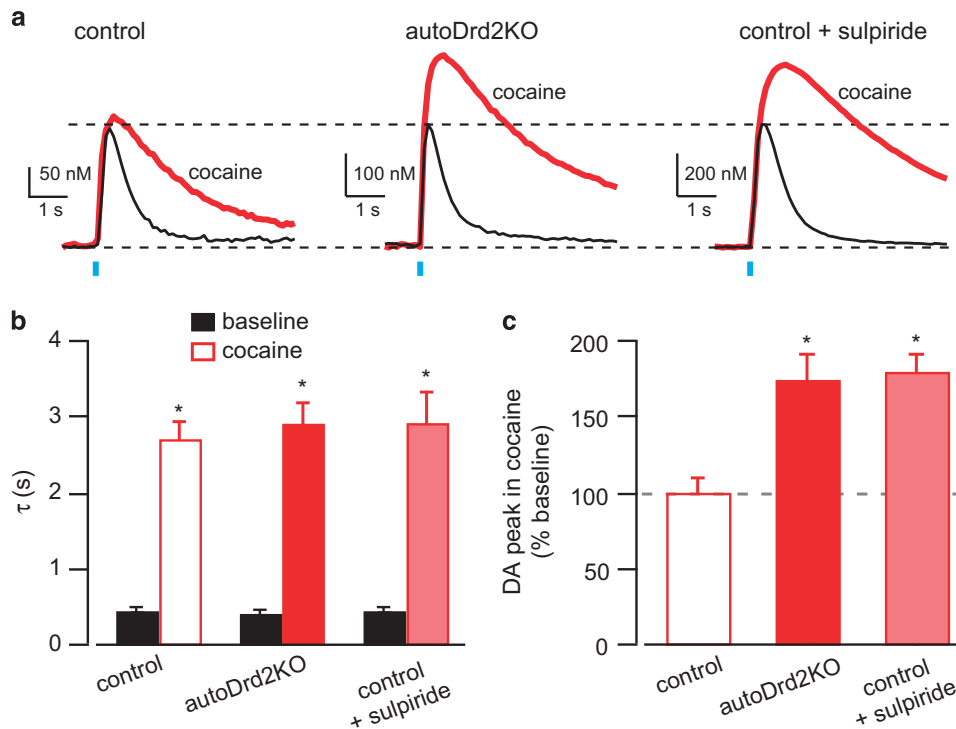 a
control
autoDrd2KO
control + sulpiride
cocaine
cocaine
cocaine
50 nM
1 s
100 nM
1 s
200 nM
1 s
b
baseline
cocaine
4
3
2
1
0
τ (s)
*
*
*
control
autoDrd2KO
control
+ sulpiride
c
200
150
100
50
0
DA peak in cocaine
(% baseline)
*
*
control
autoDrd2KO
control
+ sulpiride